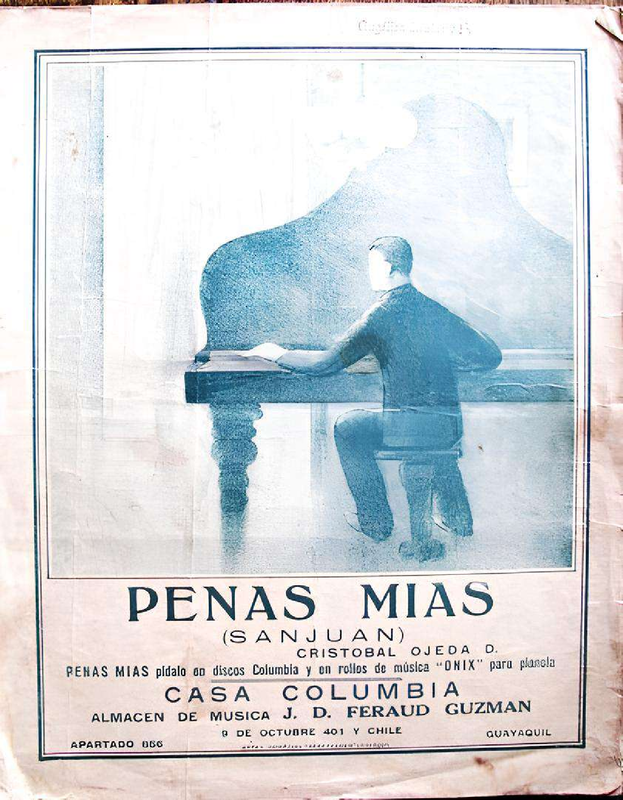 PENAS MIAS
(SANJUAN)
CRISTOBAL OJEDA D.
PENAS MIAS pídalo en discos Columbia y en rollos de música "ONIX" para pianola
CASA COLUMBIA
ALMACEN DE MUSICA J. D. FERAUD GUZMAN
9 DE OCTUBRE 401 Y CHILE
APARTADO 856
GUAYAQUIL